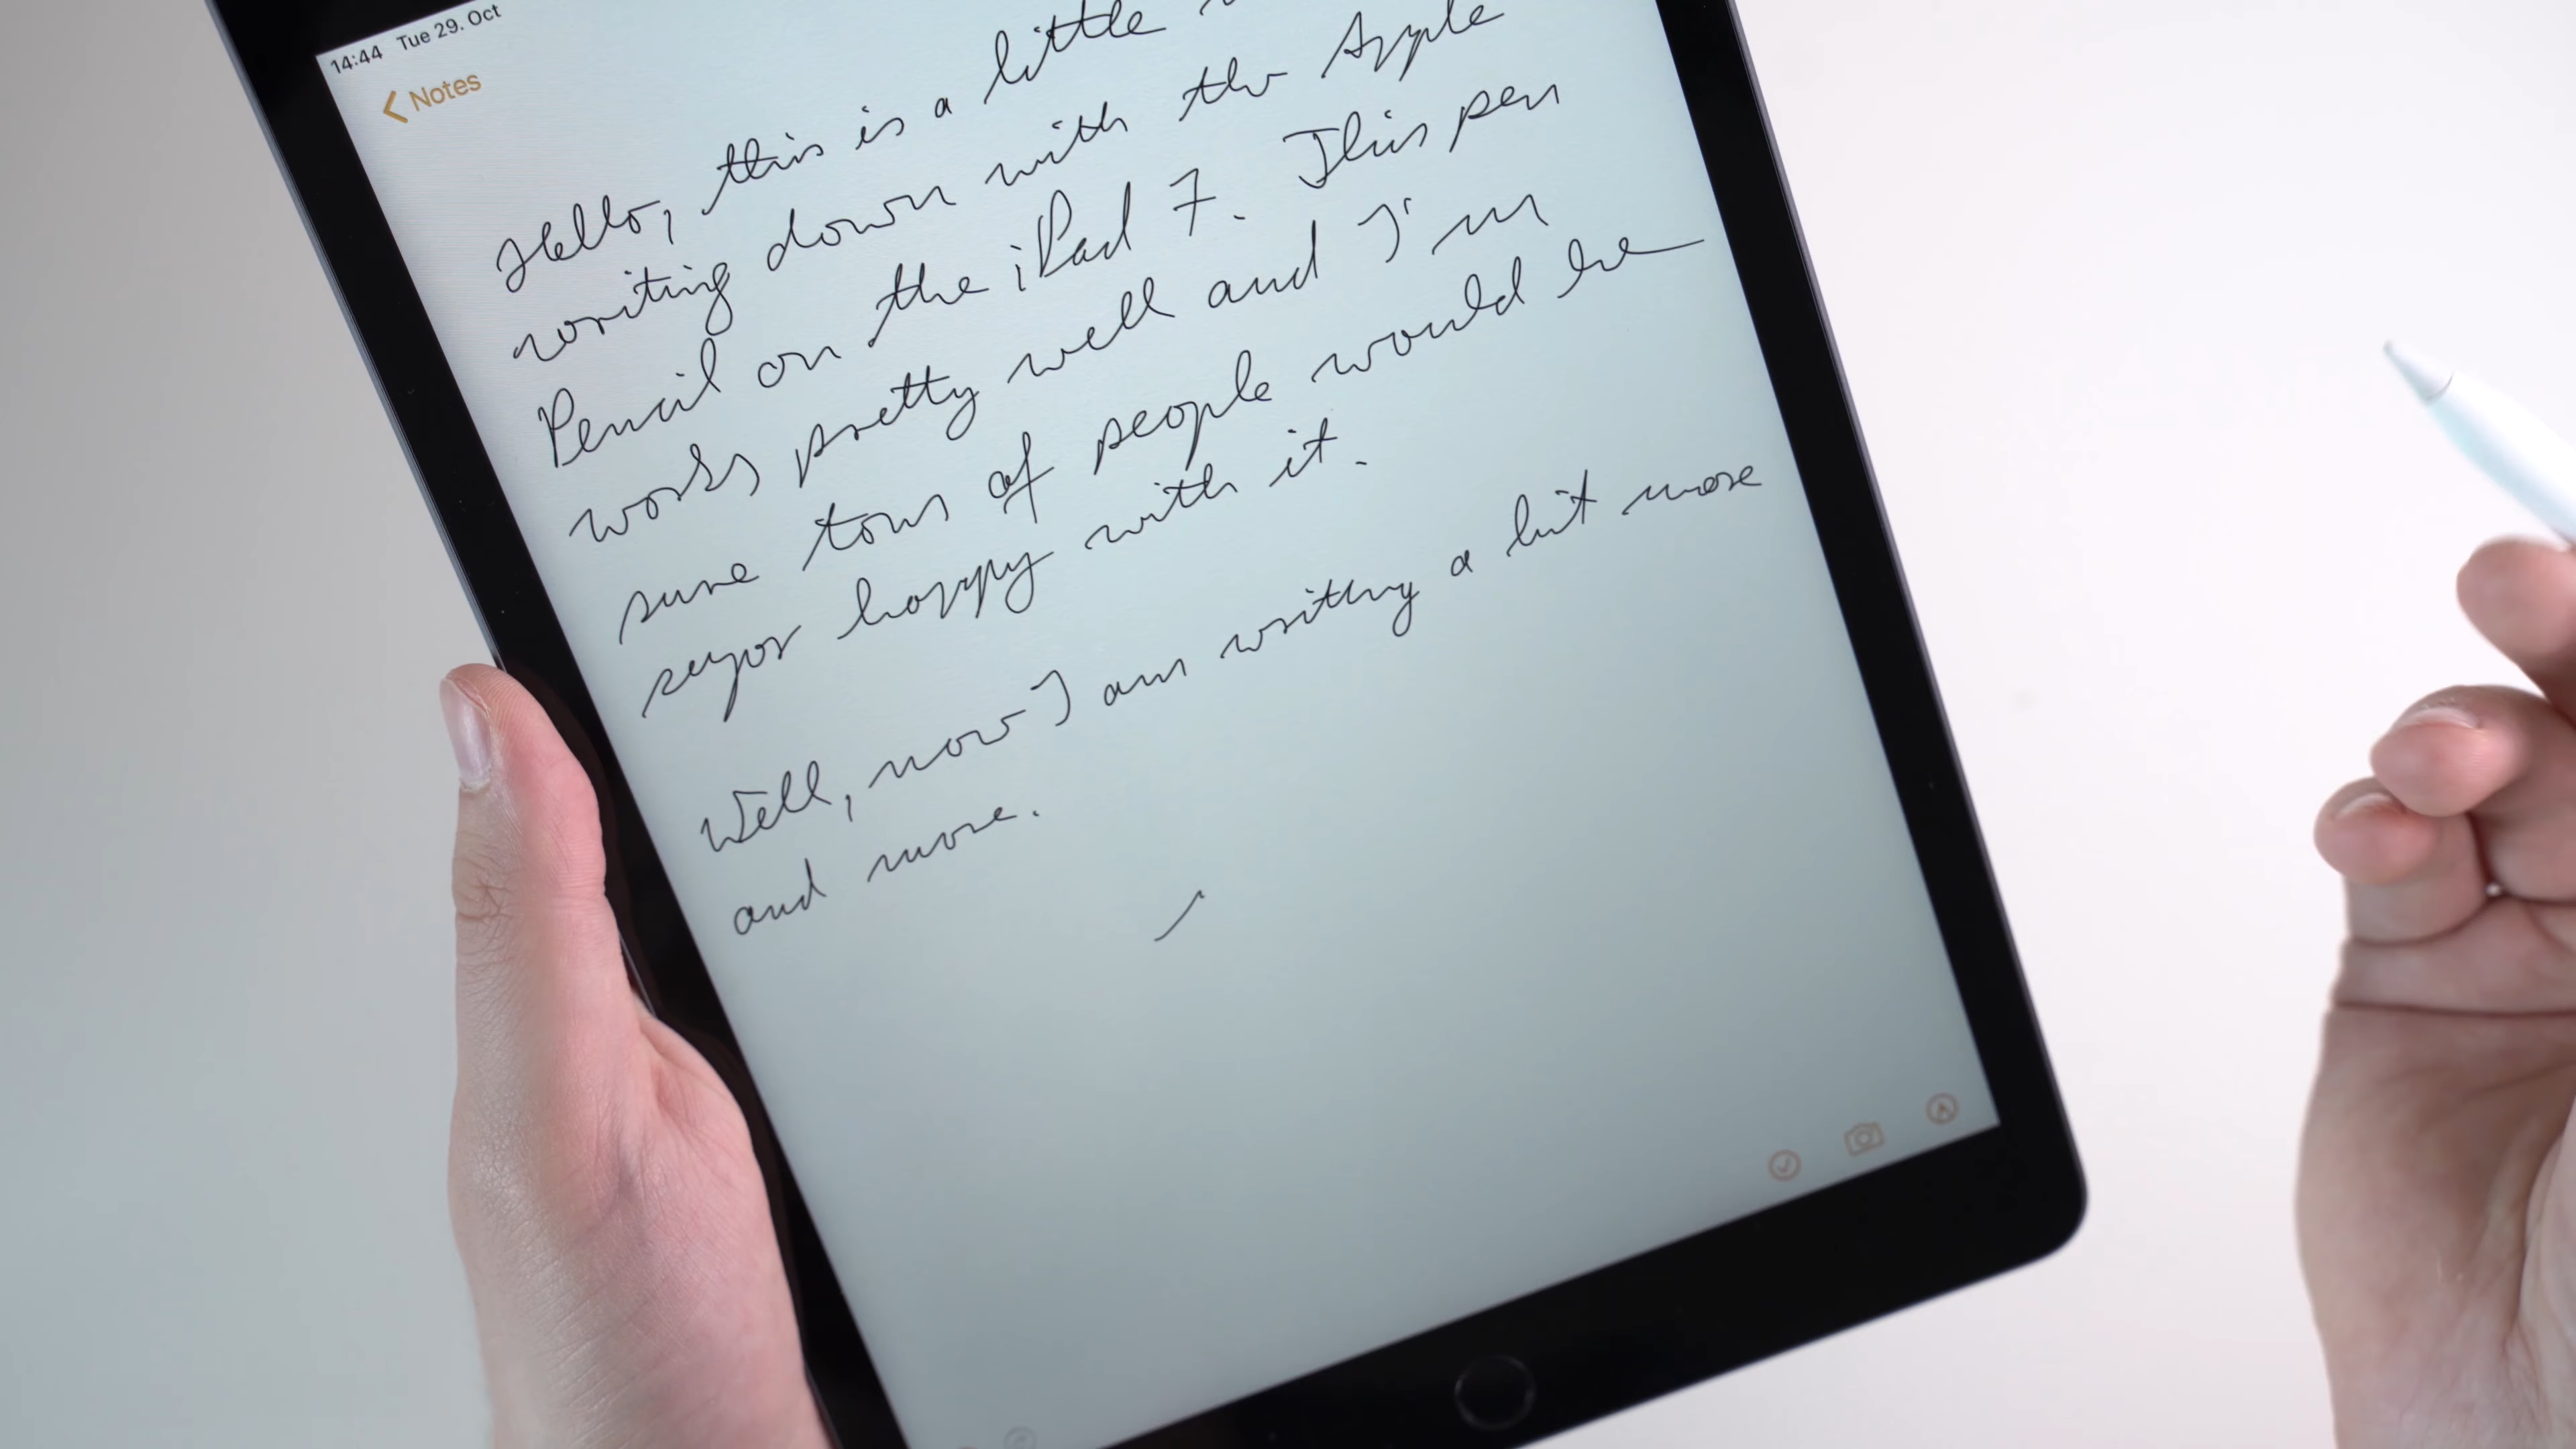 14:44 Tue 29. Oct
Notes
Hello, this is a little
writing down with the Apple
Pencil on the iPad 7. This pen
works pretty well and I'm
sure tons of people would be
super happy with it.
Well, now I am writing a bit more
and more.